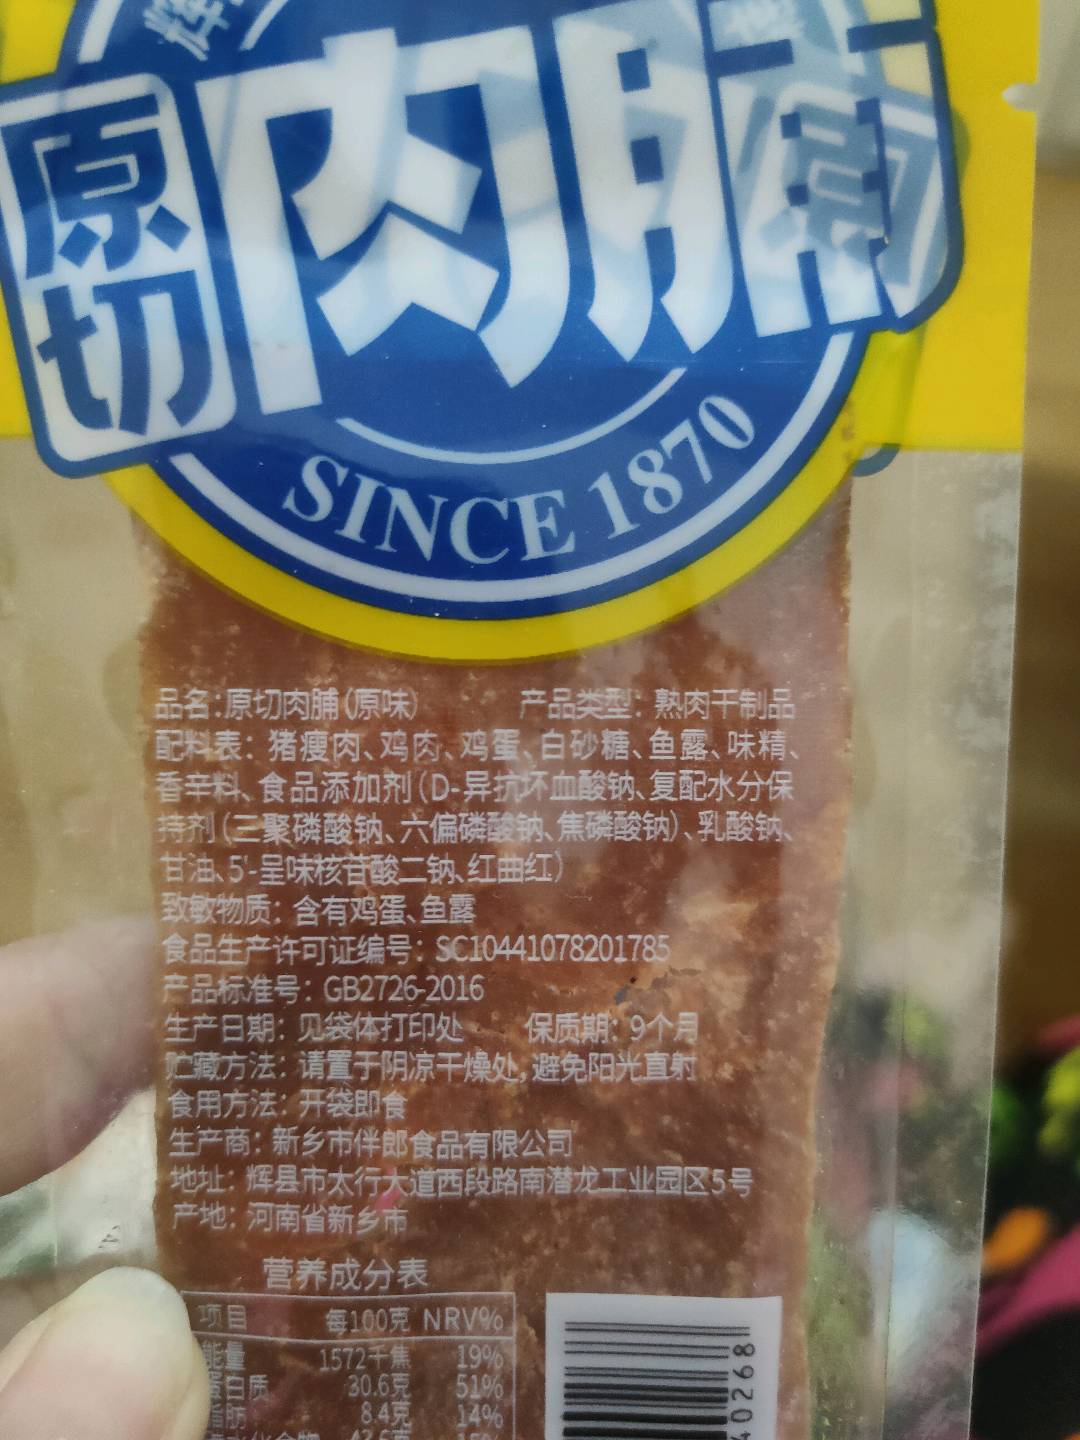 原切
肉脯
SINCE 1870
品名:原切肉脯(原味) 产品类型:熟肉干制品
配料表:猪瘦肉、鸡肉、鸡蛋、白砂糖、鱼露、味精、
香辛料、食品添加剂(D-异抗坏血酸钠、复配水分保
持剂(三聚磷酸钠、六偏磷酸钠、焦磷酸钠)、乳酸钠、
甘油、5'-呈味核苷酸二钠、红曲红)
致敏物质:含有鸡蛋、鱼露
食品生产许可证编号:SC10441078201785
产品标准号:GB2726-2016
生产日期:见袋体打印处 保质期:9个月
贮藏方法:请置于阴凉干燥处,避免阳光直射
食用方法:开袋即食
生产商:新乡市伴郎食品有限公司
地址:辉县市太行大道西段路南潜龙工业园区5号
产地:河南省新乡市
营养成分表
项目 每100克 NRV%
能量 1572千焦 19%
蛋白质 30.6克 51%
脂肪 8.4克 14%
40268